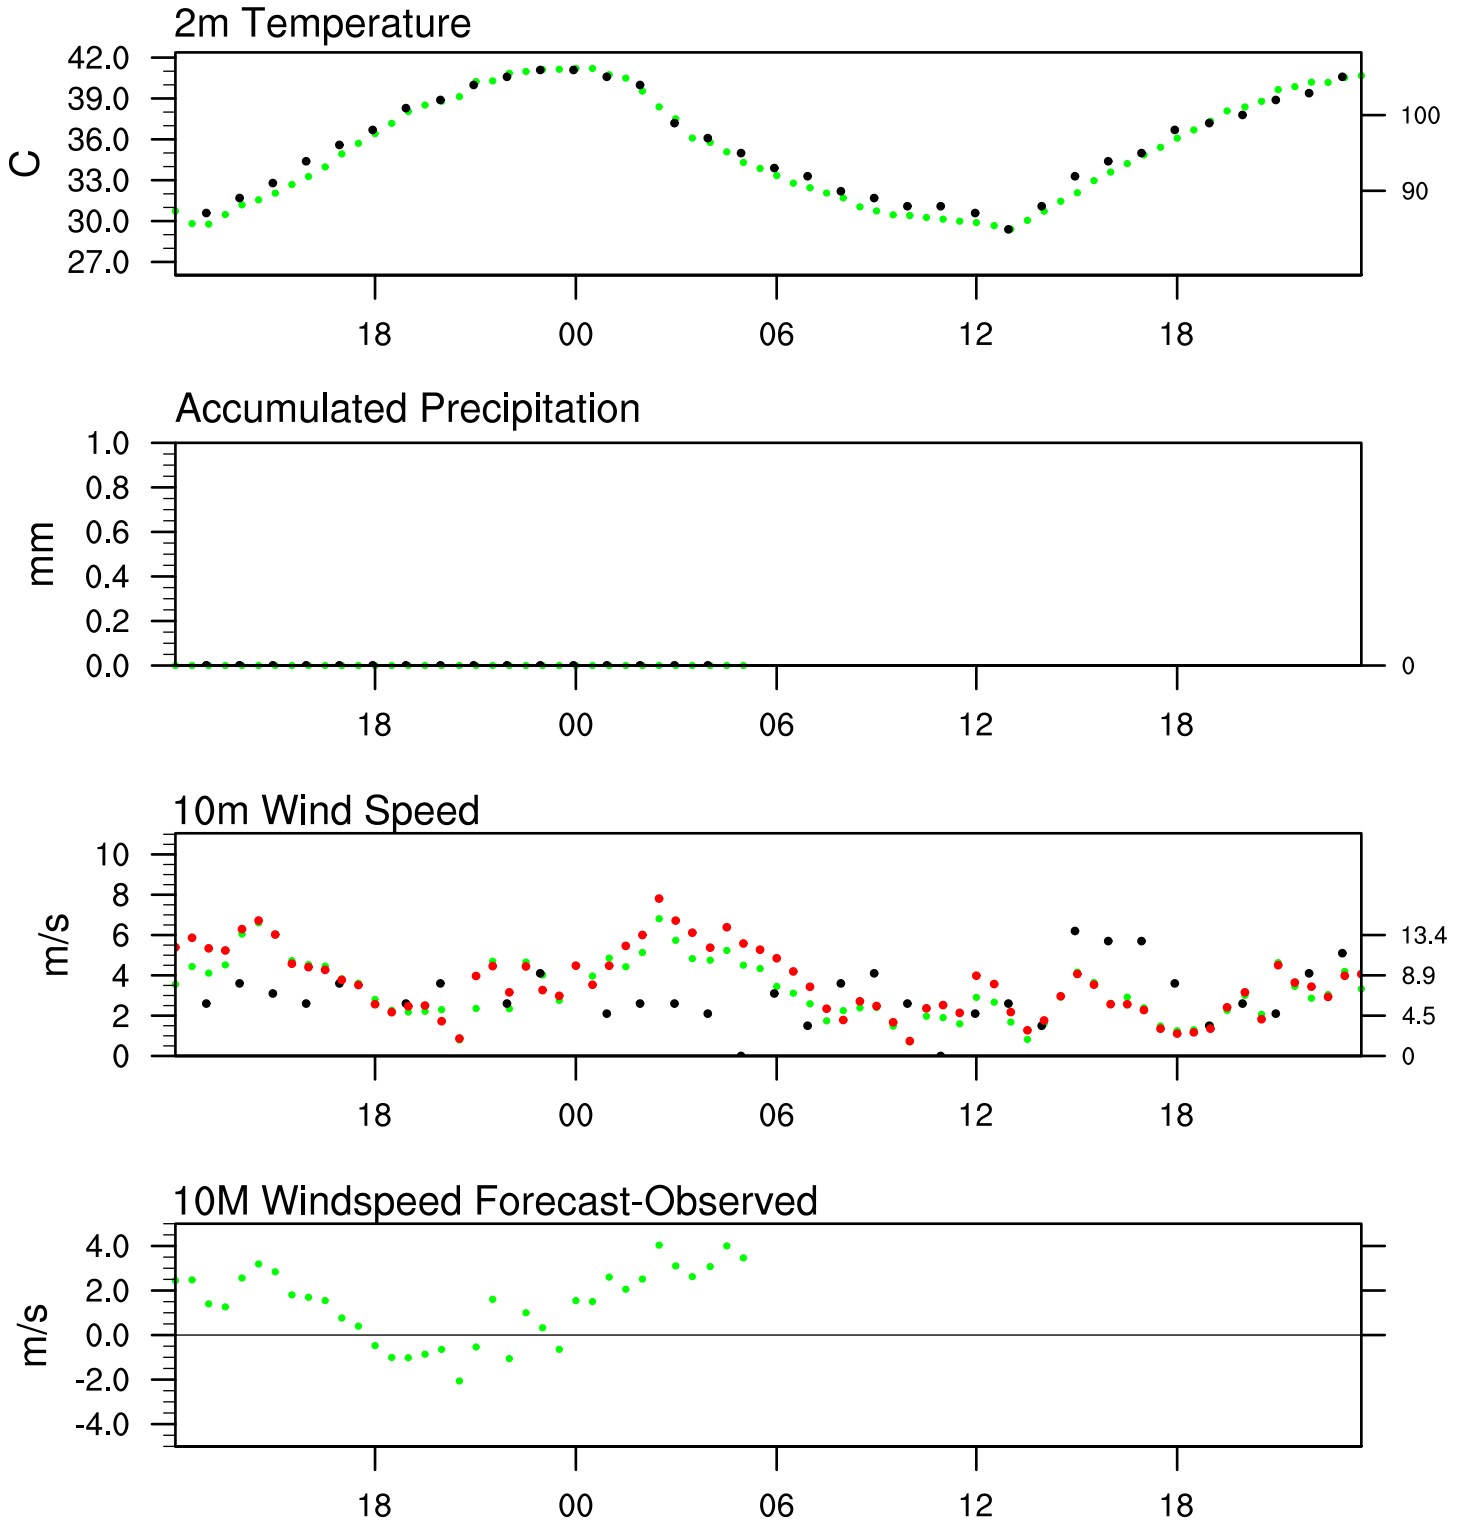 2m Temperature
42.0
39.0
36.0
33.0
30.0
27.0
C
100
90
18 00 06 12 18
Accumulated Precipitation
1.0
0.8
0.6
0.4
0.2
0.0
mm
0
18 00 06 12 18
10m Wind Speed
10
8
6
4
2
0
m/s
13.4
8.9
4.5
0
18 00 06 12 18
10M Windspeed Forecast-Observed
4.0
2.0
0.0
-2.0
-4.0
m/s
18 00 06 12 18